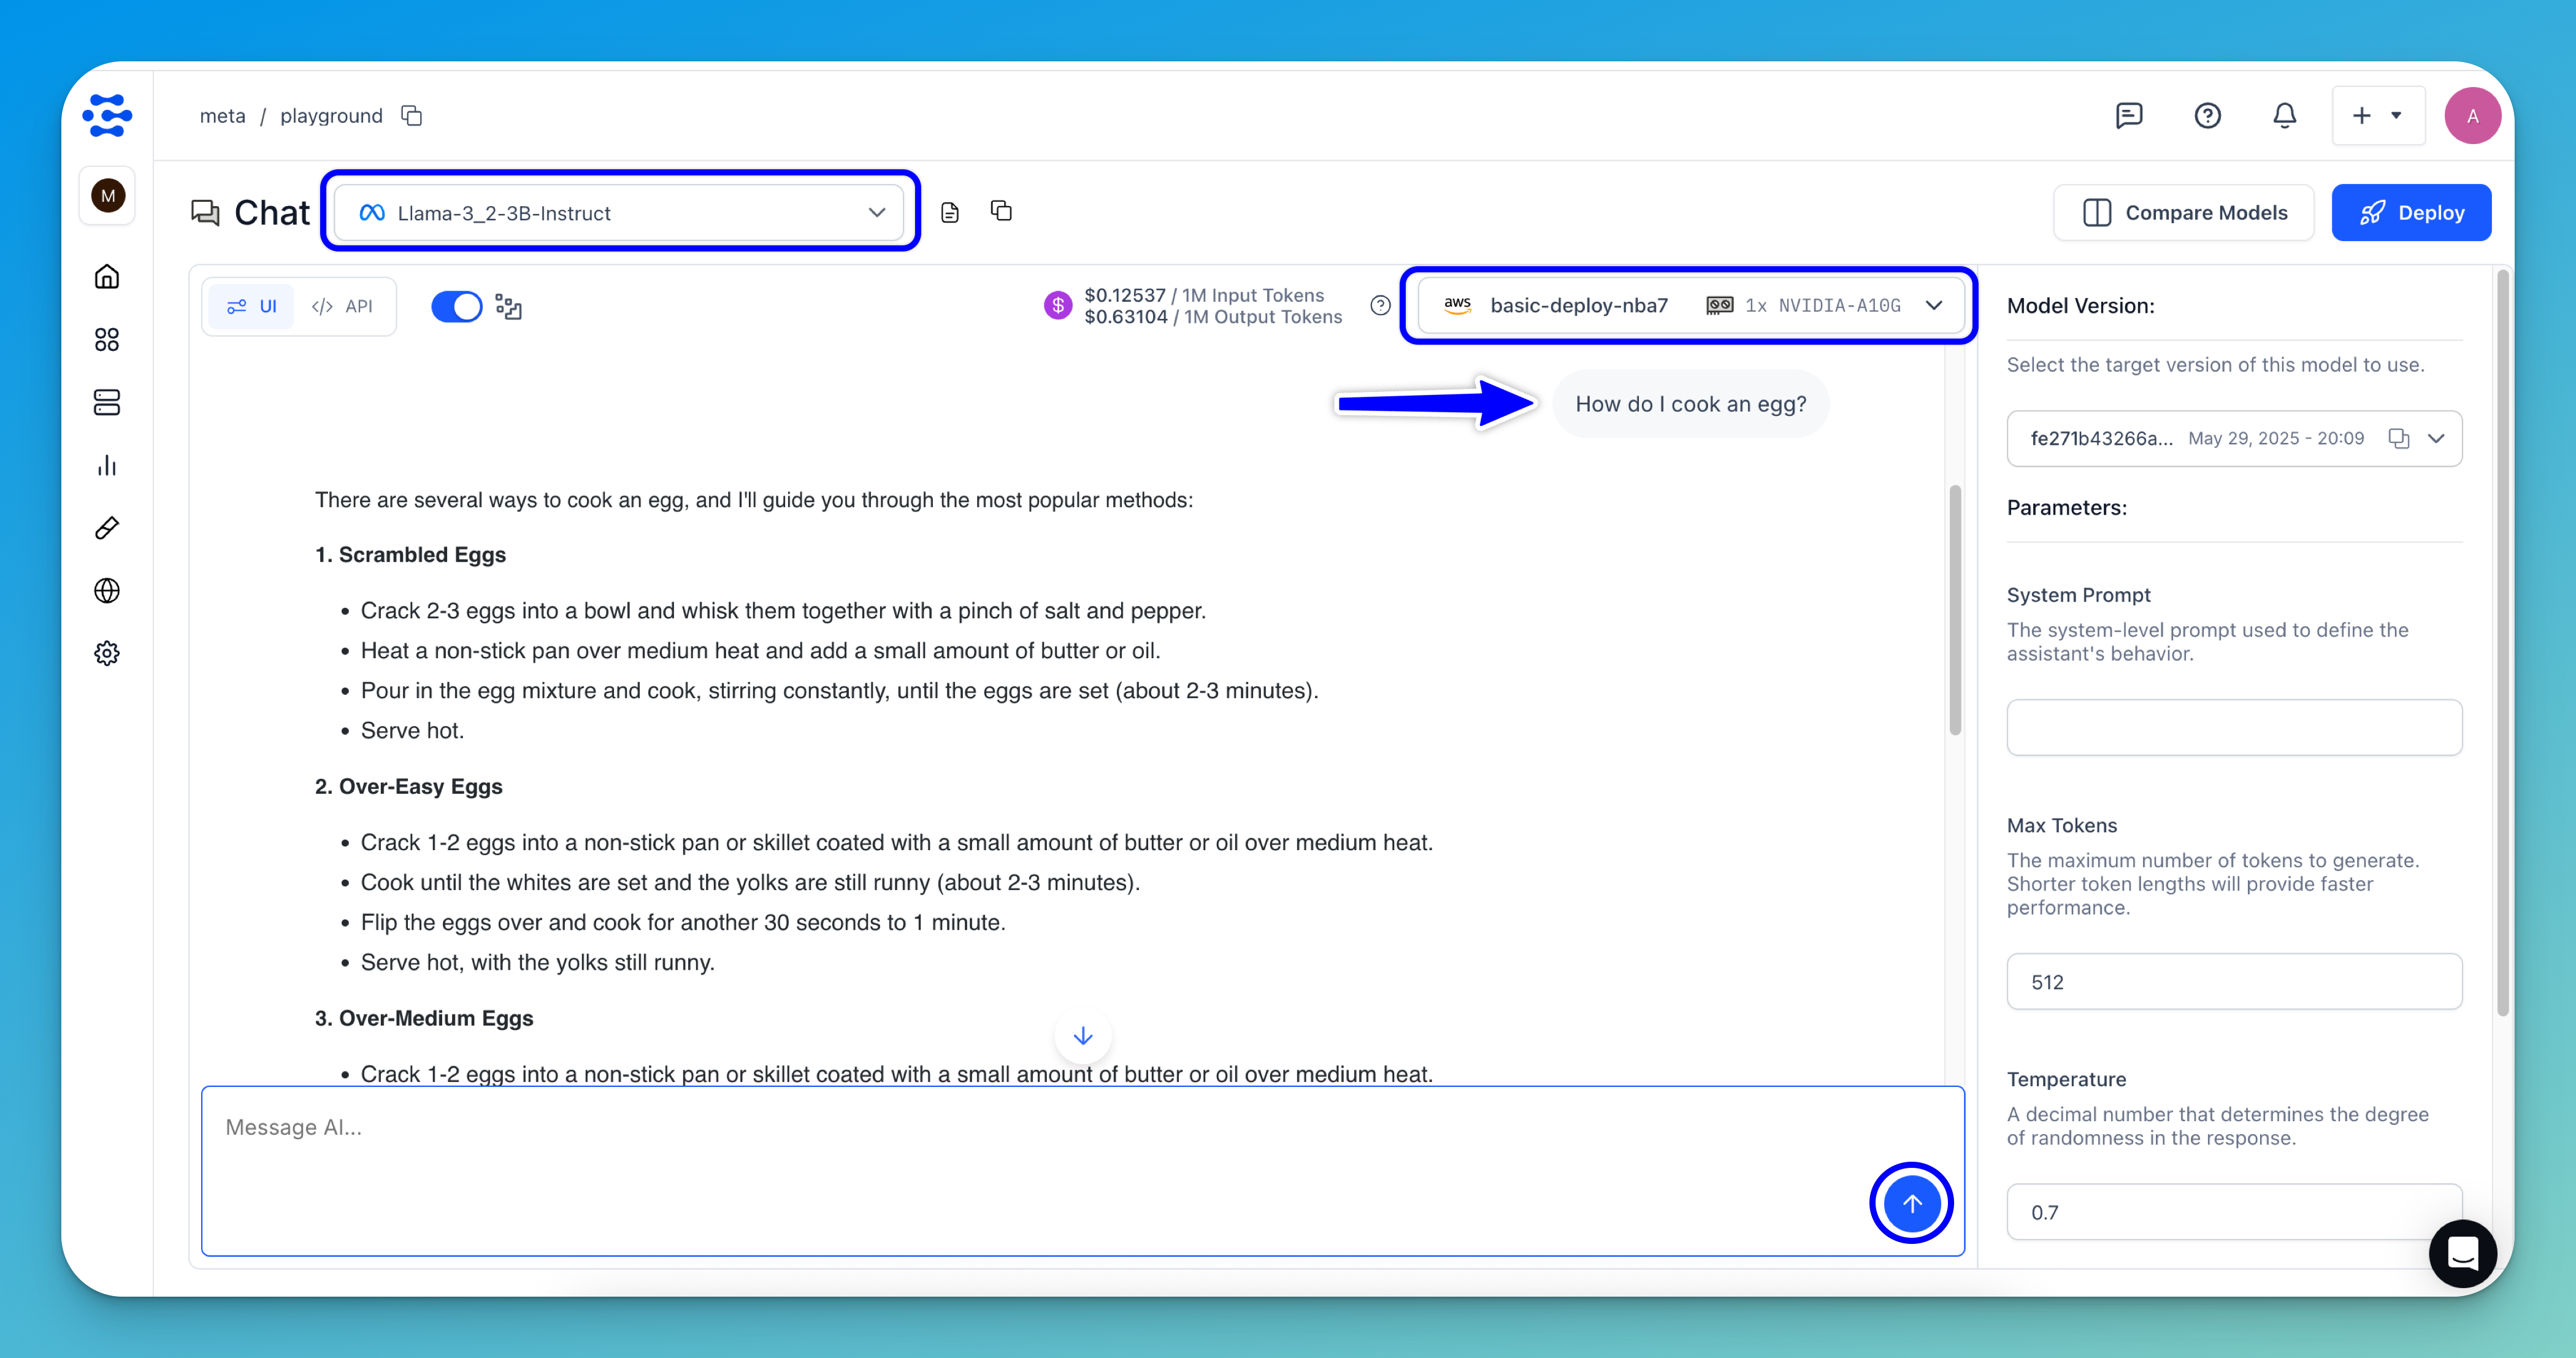 meta / playground
A
M
Chat
Llama-3_2-3B-Instruct
Compare Models
Deploy
UI
API
$0.12537 / 1M Input Tokens
$0.63104 / 1M Output Tokens
aws basic-deploy-nba7 1x NVIDIA-A10G
How do I cook an egg?
There are several ways to cook an egg, and I'll guide you through the most popular methods:
1. Scrambled Eggs
• Crack 2-3 eggs into a bowl and whisk them together with a pinch of salt and pepper.
• Heat a non-stick pan over medium heat and add a small amount of butter or oil.
• Pour in the egg mixture and cook, stirring constantly, until the eggs are set (about 2-3 minutes).
• Serve hot.
2. Over-Easy Eggs
• Crack 1-2 eggs into a non-stick pan or skillet coated with a small amount of butter or oil over medium heat.
• Cook until the whites are set and the yolks are still runny (about 2-3 minutes).
• Flip the eggs over and cook for another 30 seconds to 1 minute.
• Serve hot, with the yolks still runny.
3. Over-Medium Eggs
• Crack 1-2 eggs into a non-stick pan or skillet coated with a small amount of butter or oil over medium heat.
Message AI...
Model Version:
Select the target version of this model to use.
fe271b43266a... May 29, 2025 - 20:09
Parameters:
System Prompt
The system-level prompt used to define the
assistant's behavior.
Max Tokens
The maximum number of tokens to generate.
Shorter token lengths will provide faster
performance.
512
Temperature
A decimal number that determines the degree
of randomness in the response.
0.7